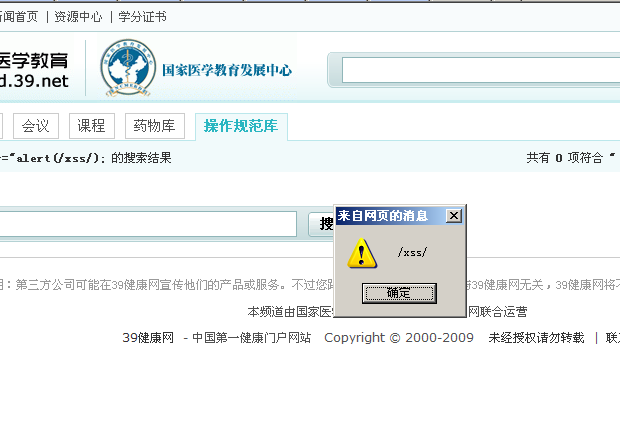 闻首页 | 资源中心 | 学分证书
医学教育
d.39.net
国家医学教育发展中心
会议 课程 药物库 操作规范库
="alert(/xss/); 的搜索结果
共有 0 项符合 "
搜
来自网页的消息
/xss/
确定
明：第三方公司可能在39健康网宣传他们的产品或服务。不过您
39健康网无关，39健康网将不
本频道由国家医学
网联合运营
39健康网 - 中国第一健康门户网站 Copyright © 2000-2009 未经授权请勿转载 | 联